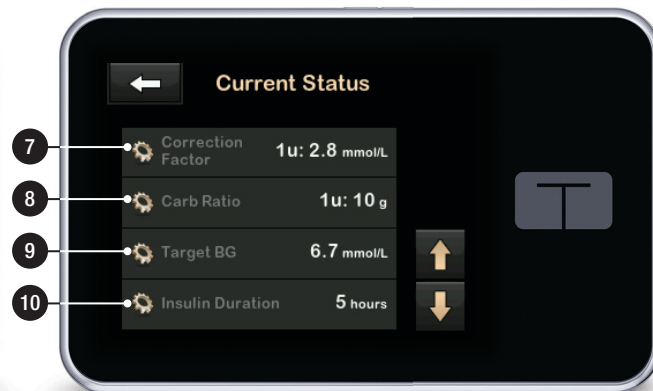 Current Status
7
Correction
Factor
1u: 2.8 mmol/L
8
Carb Ratio
1u: 10 g
9
Target BG
6.7 mmol/L
10
Insulin Duration
5 hours